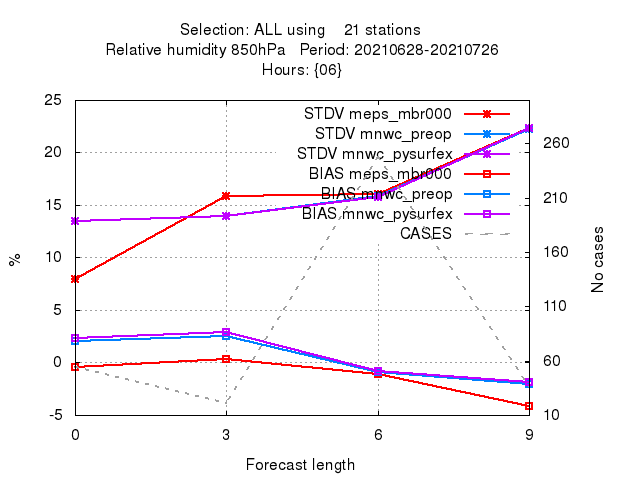 Selection: ALL using 21 stations
Relative humidity 850hPa Period: 20210628-20210726
Hours: {06}
25
20
15
10
5
0
-5
%
STDV meps_mbr000
STDV mnwc_preop
STDV mnwc_pysurfex
BIAS meps_mbr000
BIAS mnwc_preop
BIAS mnwc_pysurfex
CASES
260
210
160
110
60
10
No cases
0 3 6 9
Forecast length